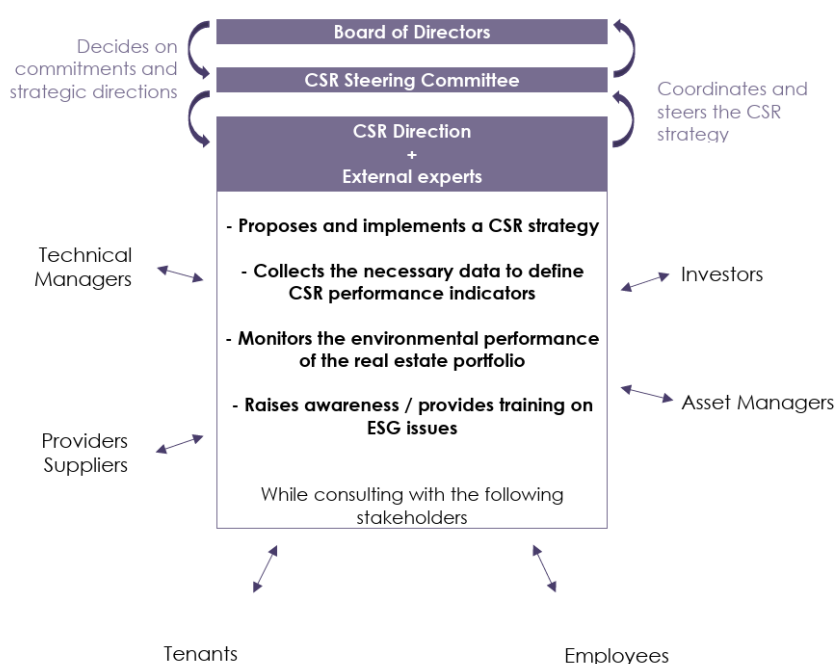 Board of Directors
Decides on
commitments and
strategic directions
CSR Steering Committee
Coordinates and
steers the CSR
strategy
CSR Direction
+
External experts
- Proposes and implements a CSR strategy
- Collects the necessary data to define
CSR performance indicators
- Monitors the environmental performance
of the real estate portfolio
- Raises awareness / provides training on
ESG issues
While consulting with the following
stakeholders
Technical
Managers
Investors
Asset Managers
Providers
Suppliers
Tenants
Employees